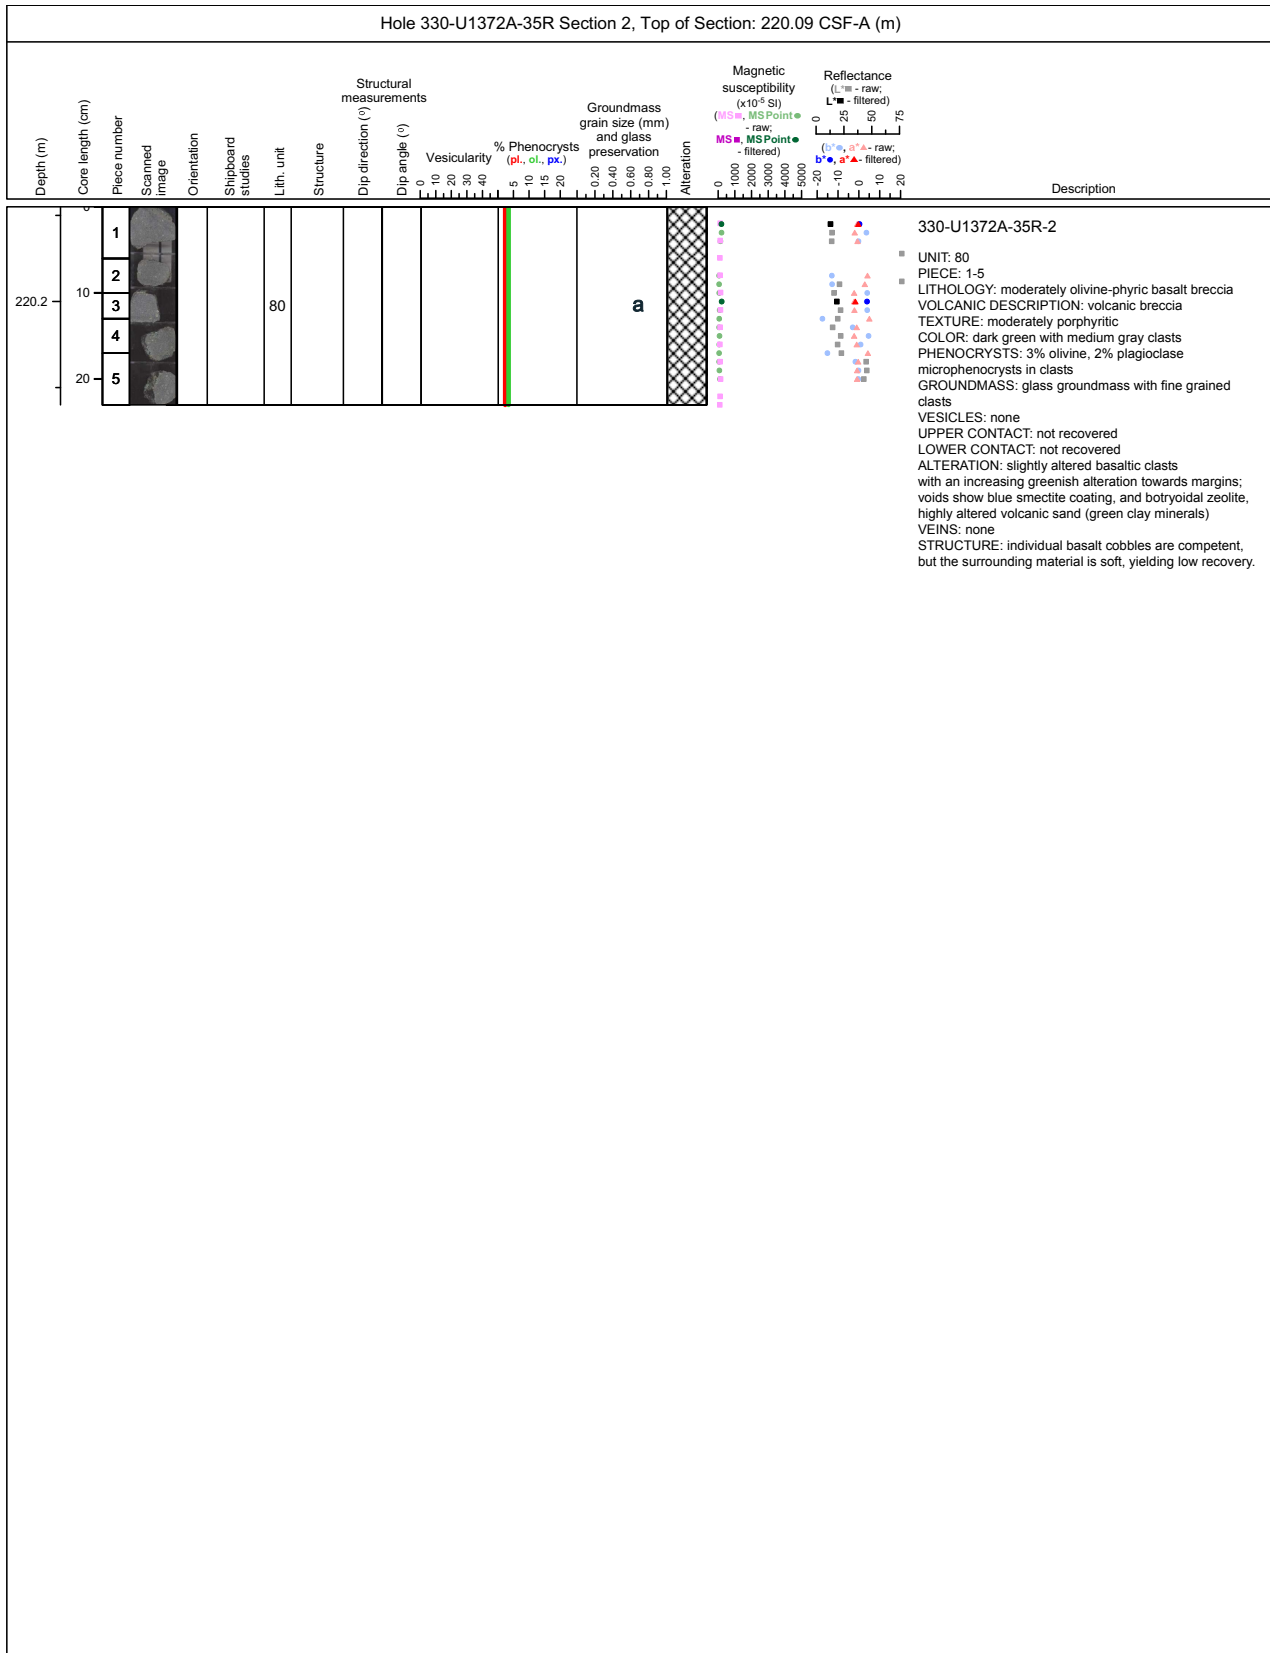 Hole 330-U1372A-35R Section 2, Top of Section: 220.09 CSF-A (m)
Depth (m)
Core length (cm)
Piece number
Scanned
image
Orientation
Shipboard
studies
Lith. unit
Structure
Structural
measurements
Dip direction (º)
Dip angle (º)
Vesicularity
0 10 20 30 40
% Phenocrysts
(pl., ol., px.)
5 10 15 20
Groundmass
grain size (mm)
and glass
preservation
0.20 0.40 0.60 0.80 1.00
Alteration
Magnetic
susceptibility
(x10⁻⁵ SI)
(MS■, MSPoint●
- raw;
MS■, MSPoint●
- filtered)
0 1000 2000 3000 4000 5000
Reflectance
(L*■ - raw;
L*■ - filtered)
0 25 50 75
(b*●, a*▲- raw;
b*●, a*▲- filtered)
-20 -10 0 10 20
Description
0
10
20
220.2
1
2
3
4
5
80
a
330-U1372A-35R-2
UNIT: 80
PIECE: 1-5
LITHOLOGY: moderately olivine-phyric basalt breccia
VOLCANIC DESCRIPTION: volcanic breccia
TEXTURE: moderately porphyritic
COLOR: dark green with medium gray clasts
PHENOCRYSTS: 3% olivine, 2% plagioclase
microphenocrysts in clasts
GROUNDMASS: glass groundmass with fine grained
clasts
VESICLES: none
UPPER CONTACT: not recovered
LOWER CONTACT: not recovered
ALTERATION: slightly altered basaltic clasts
with an increasing greenish alteration towards margins;
voids show blue smectite coating, and botryoidal zeolite,
highly altered volcanic sand (green clay minerals)
VEINS: none
STRUCTURE: individual basalt cobbles are competent,
but the surrounding material is soft, yielding low recovery.